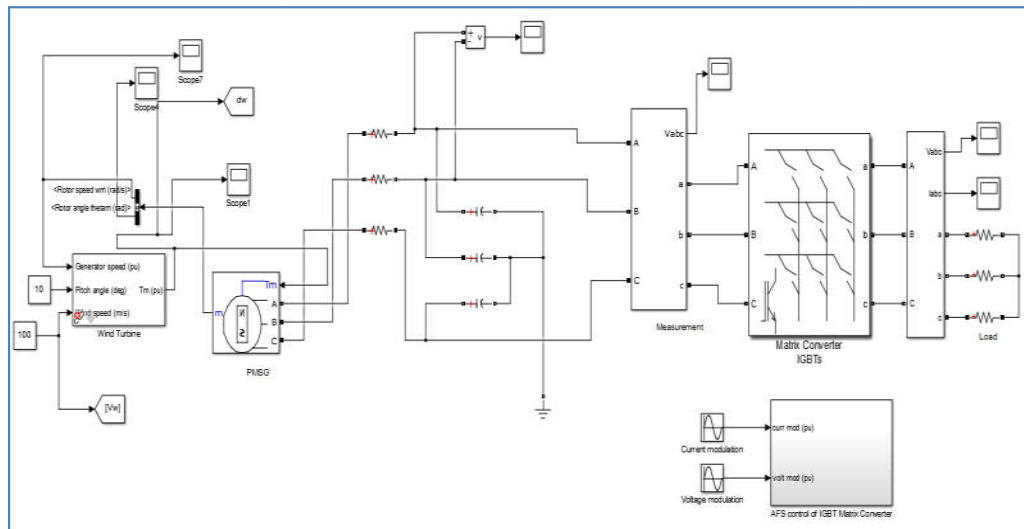 Scope7
Scope4
dw
Scope1
<Rotor speed wm (rad/s)>
<Rotor angle thetam (rad)>
Generator speed (pu)
Pitch angle (deg)
Tm (pu)
Wind speed (m/s)
Wind Turbine
10
100
[Vw]
m
Tm
A
B
C
N
S
PMSG
+
-
v
A
B
C
Vabc
a
b
c
Measurement
A
B
C
a
b
c
Matrix Converter
IGBTs
A
B
C
Vabc
Iabc
a
b
c
Load
Current modulation
Voltage modulation
curr mod (pu)
volt mod (pu)
AFS control of IGBT Matrix Converter